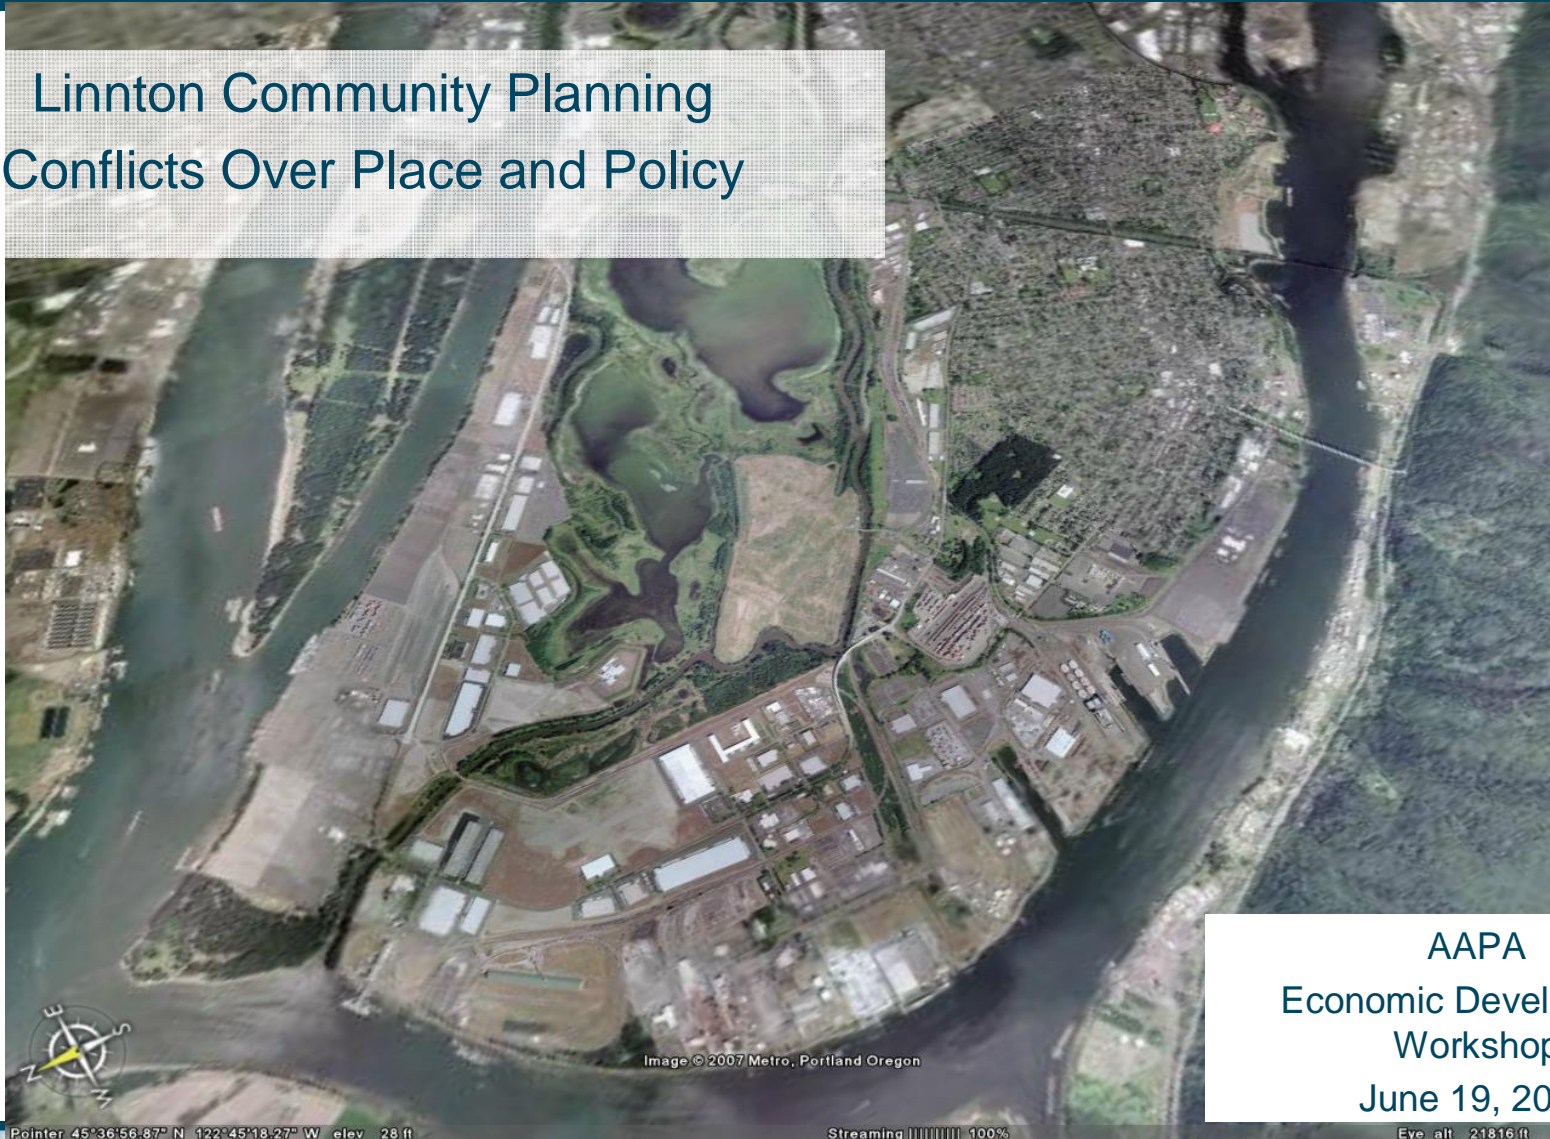 Linnton Community Planning
Conflicts Over Place and Policy
AAPA
Economic Devel
Workshop
June 19, 20
E
S
N
W
Image © 2007 Metro, Portland Oregon
Pointer 45°36'56.87" N 122°45'18.27" W elev 28 ft
Streaming |||||||||| 100%
Eye alt 21816 ft